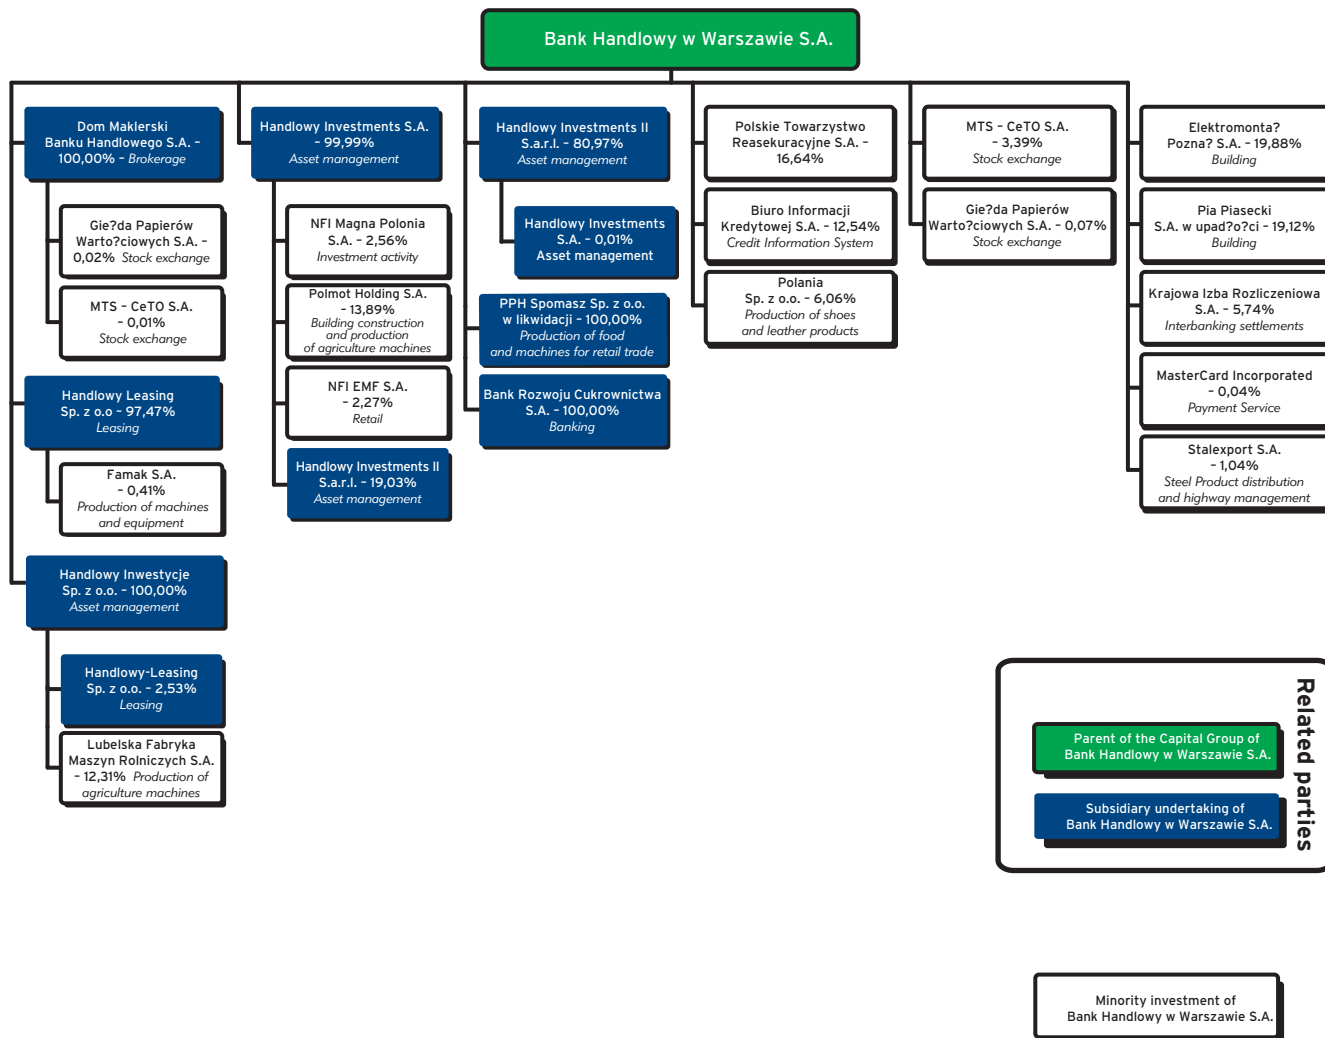 Bank Handlowy w Warszawie S.A.
Dom Maklerski
Banku Handlowego S.A. –
100,00% – Brokerage
Gie?da Papierów
Warto?ciowych S.A. –
0,02% Stock exchange
MTS – CeTO S.A.
– 0,01%
Stock exchange
Handlowy Leasing
Sp. z o.o – 97,47%
Leasing
Famak S.A.
– 0,41%
Production of machines
and equipment
Handlowy Inwestycje
Sp. z o.o. – 100,00%
Asset management
Handlowy-Leasing
Sp. z o.o. – 2,53%
Leasing
Lubelska Fabryka
Maszyn Rolniczych S.A.
– 12,31% Production of
agriculture machines
Handlowy Investments S.A.
– 99,99%
Asset management
NFI Magna Polonia
S.A. – 2,56%
Investment activity
Polmot Holding S.A.
– 13,89%
Building construction
and production
of agriculture machines
NFI EMF S.A.
– 2,27%
Retail
Handlowy Investments II
S.a.r.l. – 19,03%
Asset management
Handlowy Investments II
S.a.r.l. – 80,97%
Asset management
Handlowy Investments
S.A. – 0,01%
Asset management
PPH Spomasz Sp. z o.o.
w likwidacji – 100,00%
Production of food
and machines for retail trade
Bank Rozwoju Cukrownictwa
S.A. – 100,00%
Banking
Polskie Towarzystwo
Reasekuracyjne S.A. –
16,64%
Biuro Informacji
Kredytowej S.A. – 12,54%
Credit Information System
Polania
Sp. z o.o. – 6,06%
Production of shoes
and leather products
MTS – CeTO S.A.
– 3,39%
Stock exchange
Gie?da Papierów
Warto?ciowych S.A. – 0,07%
Stock exchange
Elektromonta?
Pozna? S.A. – 19,88%
Building
Pia Piasecki
S.A. w upad?o?ci – 19,12%
Building
Krajowa Izba Rozliczeniowa
S.A. – 5,74%
Interbanking settlements
MasterCard Incorporated
– 0,04%
Payment Service
Stalexport S.A.
– 1,04%
Steel Product distribution
and highway management
Related parties
Parent of the Capital Group of
Bank Handlowy w Warszawie S.A.
Subsidiary undertaking of
Bank Handlowy w Warszawie S.A.
Minority investment of
Bank Handlowy w Warszawie S.A.